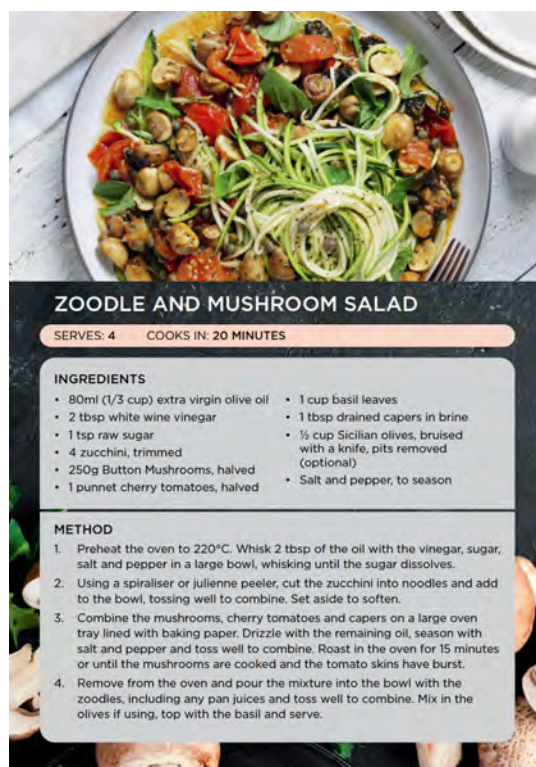 ZOODLE AND MUSHROOM SALAD
SERVES: 4 COOKS IN: 20 MINUTES
INGREDIENTS
• 80ml (1/3 cup) extra virgin olive oil
• 2 tbsp white wine vinegar
• 1 tsp raw sugar
• 4 zucchini, trimmed
• 250g Button Mushrooms, halved
• 1 punnet cherry tomatoes, halved
• 1 cup basil leaves
• 1 tbsp drained capers in brine
• ½ cup Sicilian olives, bruised
with a knife, pits removed
(optional)
• Salt and pepper, to season
METHOD
1. Preheat the oven to 220°C. Whisk 2 tbsp of the oil with the vinegar, sugar,
salt and pepper in a large bowl, whisking until the sugar dissolves.
2. Using a spiraliser or julienne peeler, cut the zucchini into noodles and add
to the bowl, tossing well to combine. Set aside to soften.
3. Combine the mushrooms, cherry tomatoes and capers on a large oven
tray lined with baking paper. Drizzle with the remaining oil, season with
salt and pepper and toss well to combine. Roast in the oven for 15 minutes
or until the mushrooms are cooked and the tomato skins have burst.
4. Remove from the oven and pour the mixture into the bowl with the
zoodles, including any pan juices and toss well to combine. Mix in the
olives if using, top with the basil and serve.